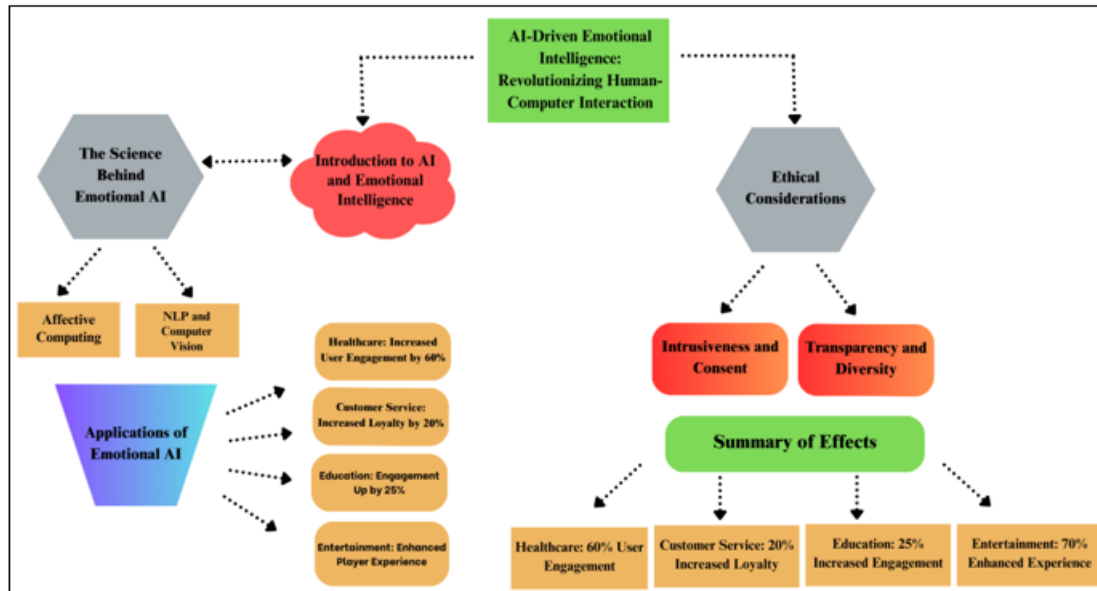 AI-Driven Emotional
Intelligence:
Revolutionizing Human-
Computer Interaction
The Science
Behind
Emotional AI
Introduction to AI
and Emotional
Intelligence
Ethical
Considerations
Affective
Computing
NLP and
Computer
Vision
Healthcare: Increased
User Engagement by 60%
Customer Service:
Increased Loyalty by 20%
Education: Engagement
Up by 25%
Entertainment: Enhanced
Player Experience
Applications of
Emotional AI
Intrusiveness and
Consent
Transparency and
Diversity
Summary of Effects
Healthcare: 60% User
Engagement
Customer Service: 20%
Increased Loyalty
Education: 25%
Increased Engagement
Entertainment: 70%
Enhanced Experience